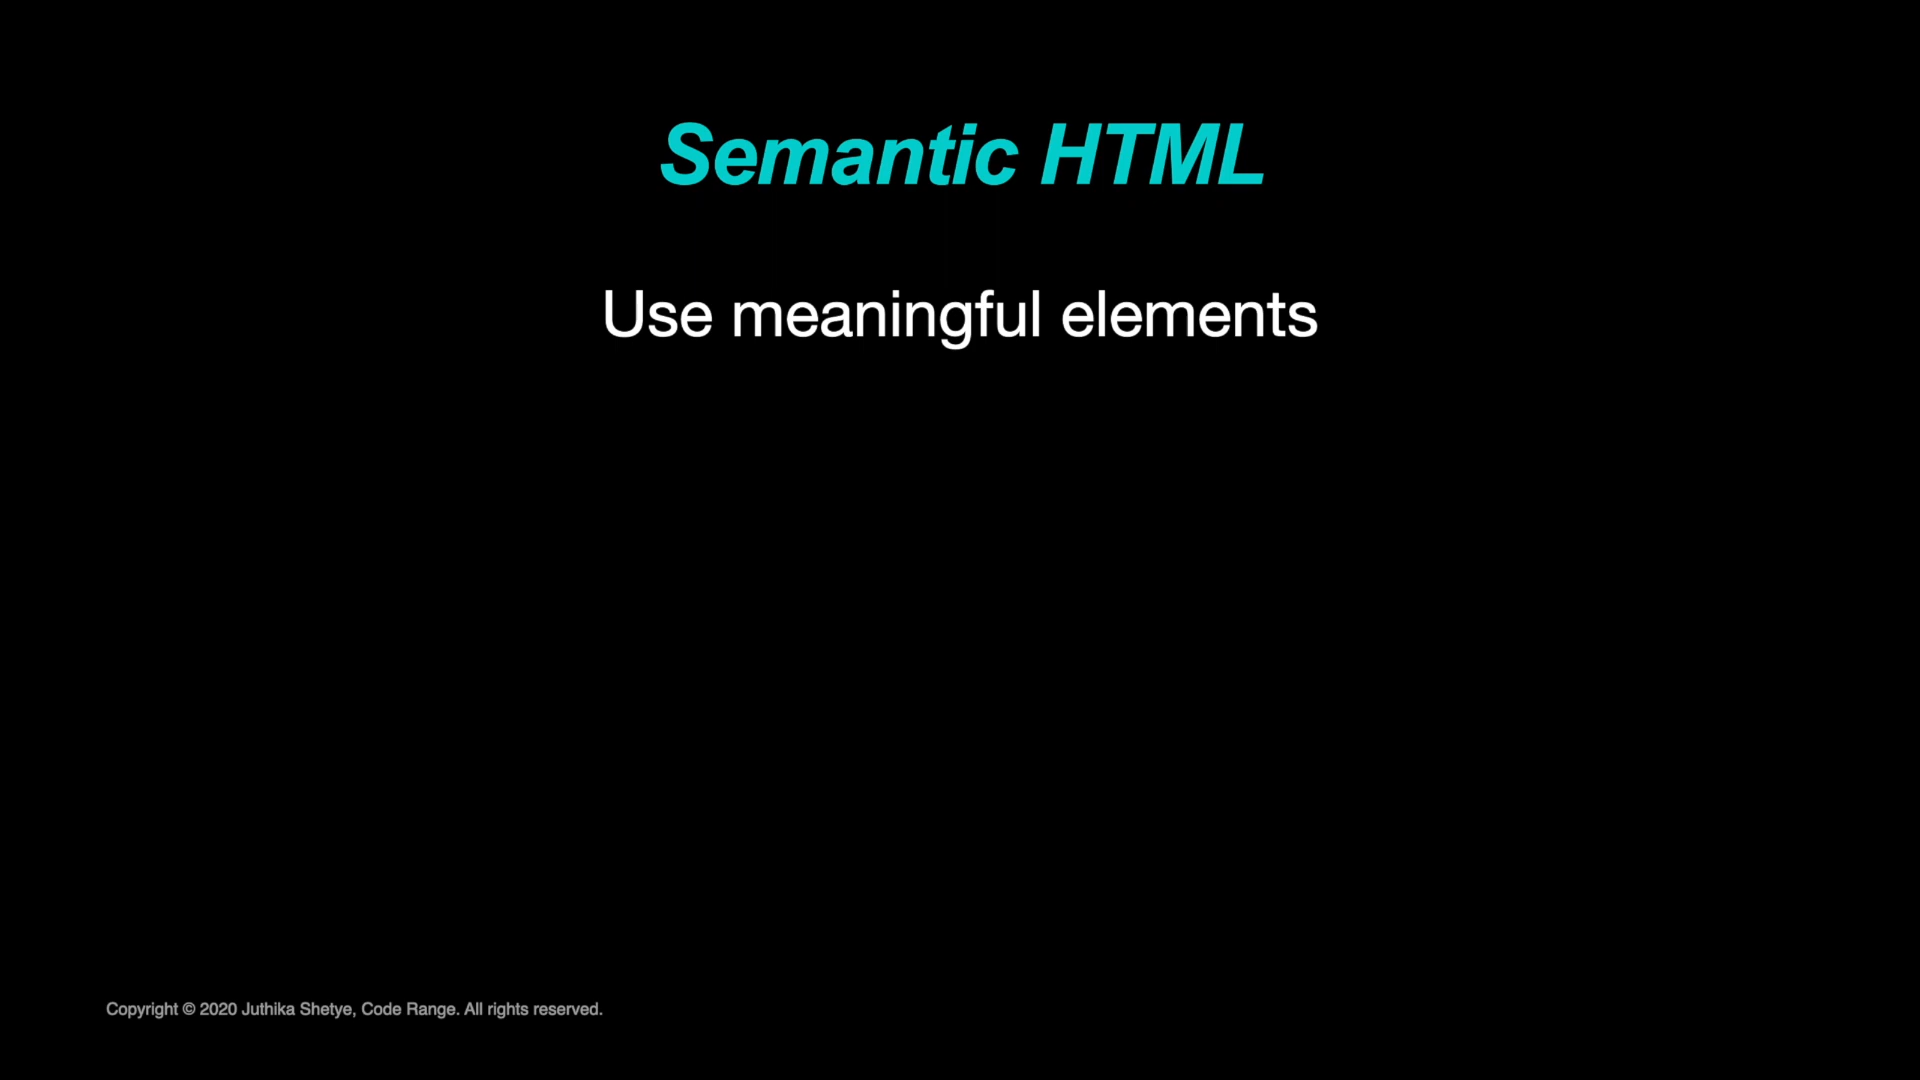 Semantic HTML
Use meaningful elements
Copyright © 2020 Juthika Shetye, Code Range. All rights reserved.